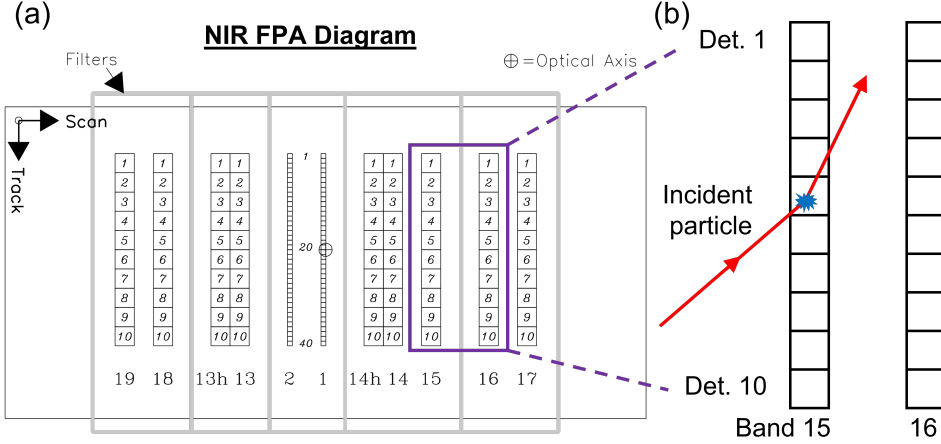 (a)
NIR FPA Diagram
Filters
⊕=Optical Axis
Scan
Track
1 1 1 1 1 1 1 1 1 1
2 2 2 2 2 2 2 2 2
3 3 3 3 3 3 3 3 3
4 4 4 4 4 4 4 4 4
5 5 5 5 5 5 5 5 5
20
6 6 6 6 6 6 6 6 6
7 7 7 7 7 7 7 7 7
8 8 8 8 8 8 8 8 8
9 9 9 9 9 9 9 9 9
10 10 10 10 40 10 10 10 10 10
19 18 13h 13 2 1 14h 14 15 16 17
(b)
Det. 1
Incident
particle
Det. 10
Band 15 16